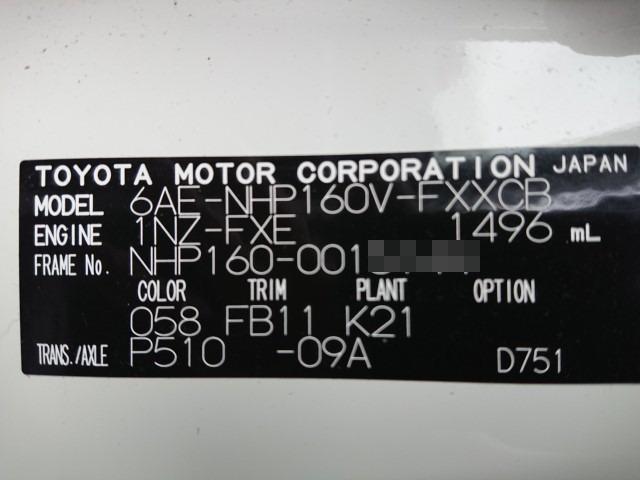 TOYOTA MOTOR CORPORATION JAPAN
MODEL 6AE-NHP160V-FXXCB
ENGINE 1NZ-FXE 1496 mL
FRAME No. NHP160-001
COLOR TRIM PLANT OPTION
058 FB11 K21
TRANS./AXLE P510 -09A D751